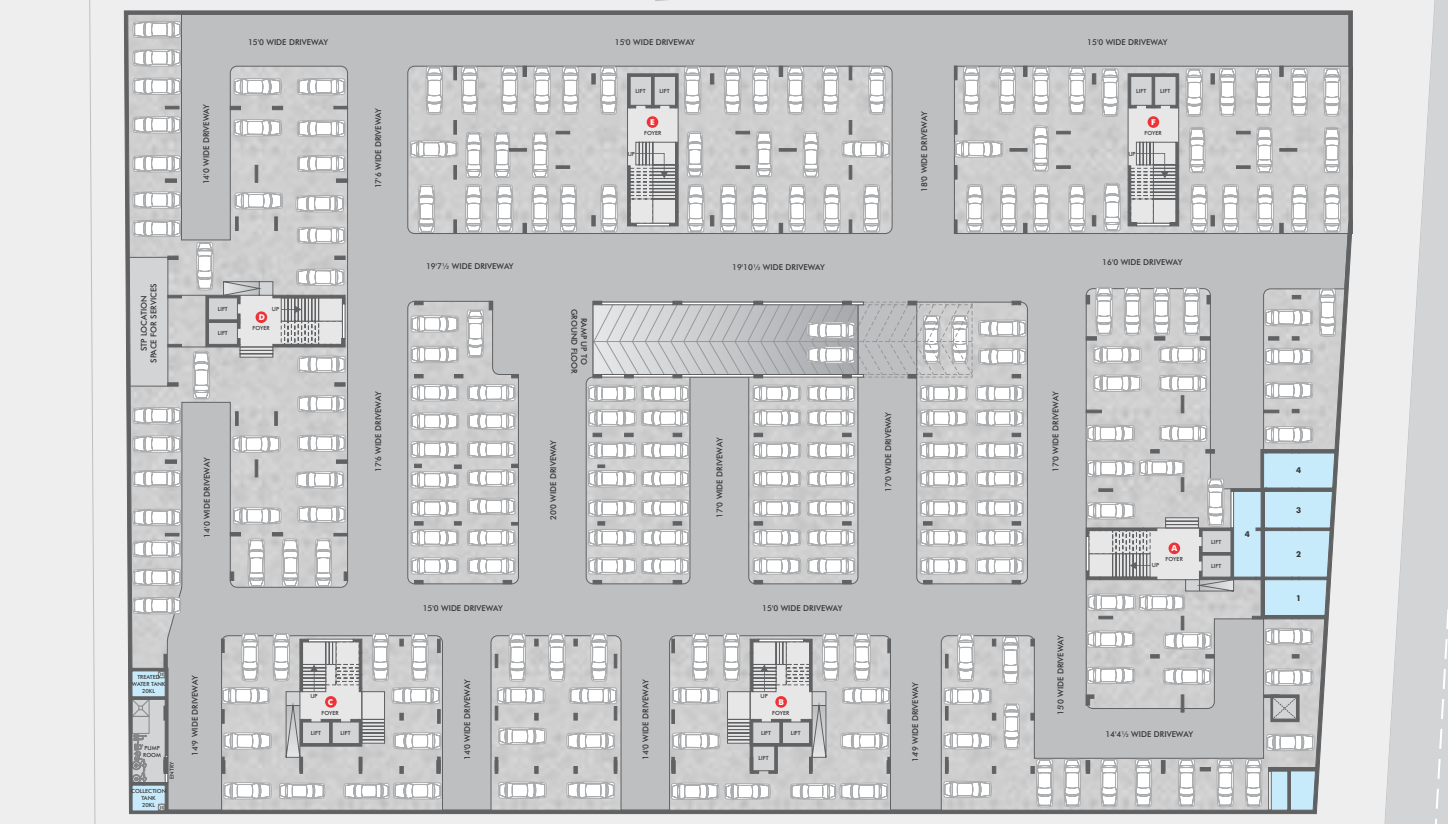 15'0 WIDE DRIVEWAY
15'0 WIDE DRIVEWAY
15'0 WIDE DRIVEWAY
14'0 WIDE DRIVEWAY
17'6 WIDE DRIVEWAY
LIFT
LIFT
E
FOYER
UP
18'0 WIDE DRIVEWAY
LIFT
LIFT
F
FOYER
UP
19'7½ WIDE DRIVEWAY
19'10½ WIDE DRIVEWAY
16'0 WIDE DRIVEWAY
STP LOCATION
SPACE FOR SERVICES
LIFT
LIFT
D
FOYER
UP
RAMP UP TO
GROUND FLOOR
14'0 WIDE DRIVEWAY
17'6 WIDE DRIVEWAY
20'0 WIDE DRIVEWAY
17'0 WIDE DRIVEWAY
17'0 WIDE DRIVEWAY
17'0 WIDE DRIVEWAY
4
3
4
2
1
A
FOYER
UP
LIFT
LIFT
15'0 WIDE DRIVEWAY
15'0 WIDE DRIVEWAY
TREATED
WATER TANK
20KL
PUMP
ROOM
ENTRY
COLLECTION
TANK
20KL
14'9 WIDE DRIVEWAY
UP
C
FOYER
LIFT
LIFT
14'0 WIDE DRIVEWAY
14'0 WIDE DRIVEWAY
UP
B
FOYER
LIFT
LIFT
LIFT
14'9 WIDE DRIVEWAY
15'0 WIDE DRIVEWAY
14'4½ WIDE DRIVEWAY